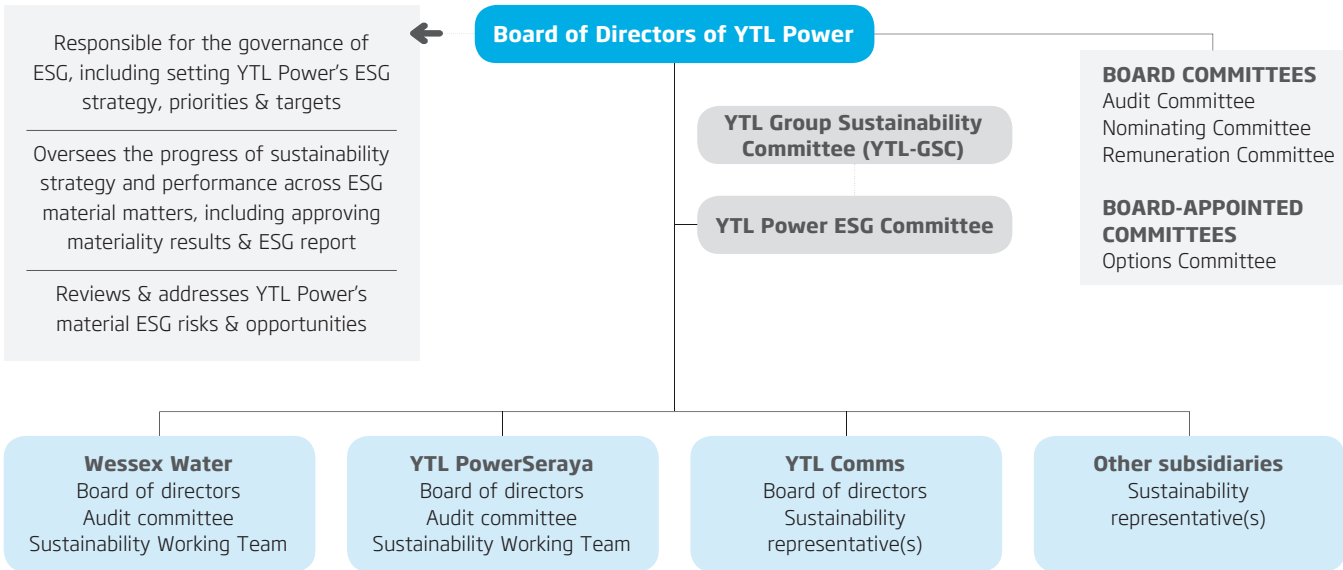 Board of Directors of YTL Power
Responsible for the governance of
ESG, including setting YTL Power's ESG
strategy, priorities & targets
Oversees the progress of sustainability
strategy and performance across ESG
material matters, including approving
materiality results & ESG report
Reviews & addresses YTL Power's
material ESG risks & opportunities
YTL Group Sustainability
Committee (YTL-GSC)
YTL Power ESG Committee
BOARD COMMITTEES
Audit Committee
Nominating Committee
Remuneration Committee
BOARD-APPOINTED
COMMITTEES
Options Committee
Wessex Water
Board of directors
Audit committee
Sustainability Working Team
YTL PowerSeraya
Board of directors
Audit committee
Sustainability Working Team
YTL Comms
Board of directors
Sustainability
representative(s)
Other subsidiaries
Sustainability
representative(s)